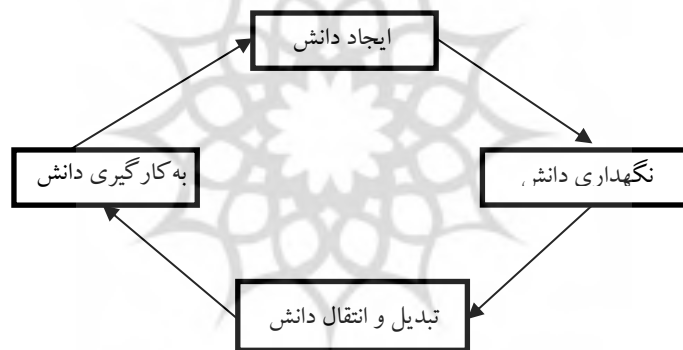 ایجاد دانش
نگهداری دانش
تبدیل و انتقال دانش
به‌کارگیری دانش